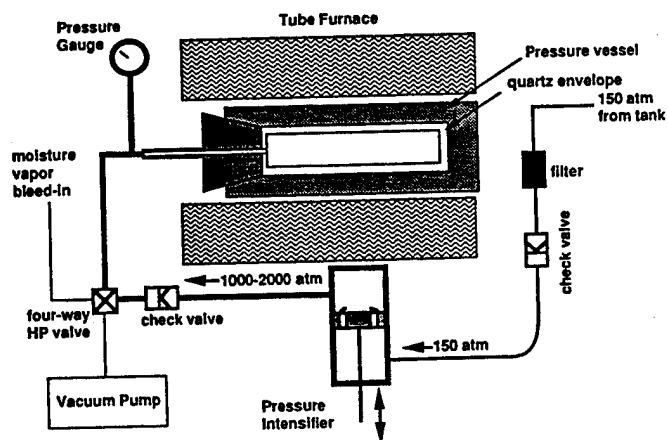 Pressure
Gauge
Tube Furnace
Pressure vessel
quartz envelope
150 atm
from tank
moisture
vapor
bleed-in
filter
check valve
1000-2000 atm
four-way
HP valve
check valve
150 atm
Vacuum Pump
Pressure
Intensifier